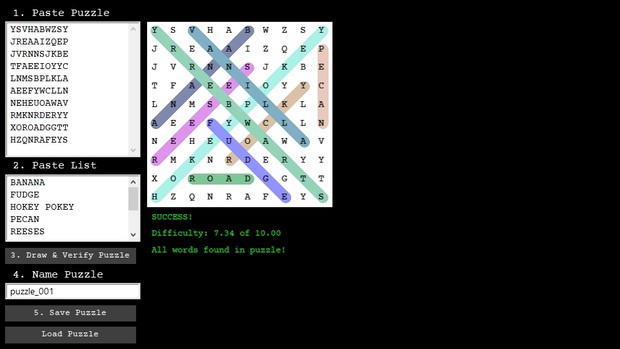 1. Paste Puzzle
YSVHABWZSY
JREAAIZQEP
JVRNNSJKBE
TFAEEIOYYC
LNMSBPLKLA
AEEFYWCLLN
NEHEUOAWAV
RMKNRDERYY
XOROADGGTT
HZQNRAFEYS
2. Paste List
BANANA
FUDGE
HOKEY POKEY
PECAN
REESES
3. Draw & Verify Puzzle
4. Name Puzzle
puzzle_001
5. Save Puzzle
Load Puzzle
Y S V H A B W Z S Y
J R E A A I Z Q E P
J V R N N S J K B E
T F A E E I O Y Y C
L N M S B P L K L A
A E E F Y W C L L N
N E H E U O A W A V
R M K N R D E R Y Y
X O R O A D G G T T
H Z Q N R A F E Y S
SUCCESS!
Difficulty: 7.34 of 10.00
All words found in puzzle!